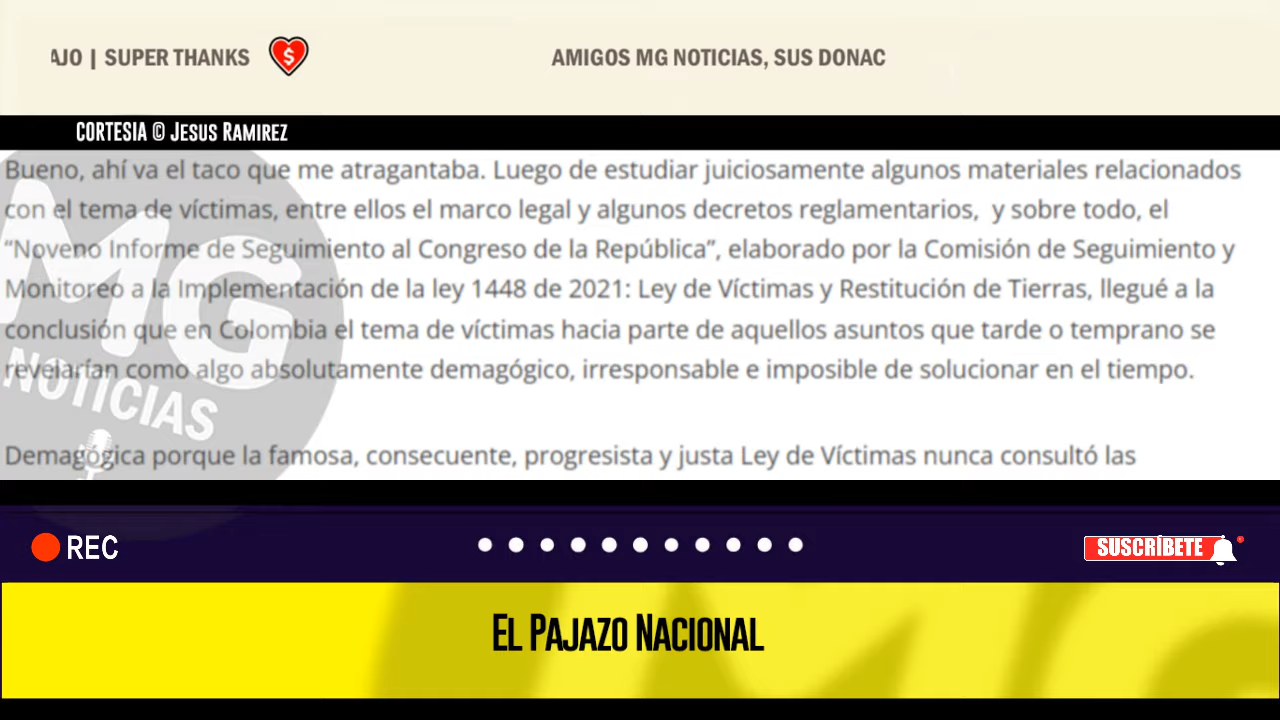 AJO | SUPER THANKS $ AMIGOS MG NOTICIAS, SUS DONAC
CORTESIA © JESUS RAMIREZ
Bueno, ahí va el taco que me atragantaba. Luego de estudiar juiciosamente algunos materiales relacionados
con el tema de víctimas, entre ellos el marco legal y algunos decretos reglamentarios, y sobre todo, el
“Noveno Informe de Seguimiento al Congreso de la República”, elaborado por la Comisión de Seguimiento y
Monitoreo a la Implementación de la ley 1448 de 2021: Ley de Víctimas y Restitución de Tierras, llegué a la
conclusión que en Colombia el tema de víctimas hacia parte de aquellos asuntos que tarde o temprano se
revelarían como algo absolutamente demagógico, irresponsable e imposible de solucionar en el tiempo.
Demagógica porque la famosa, consecuente, progresista y justa Ley de Víctimas nunca consultó las
MG
NOTICIAS
REC
SUSCRÍBETE
EL PAJAZO NACIONAL